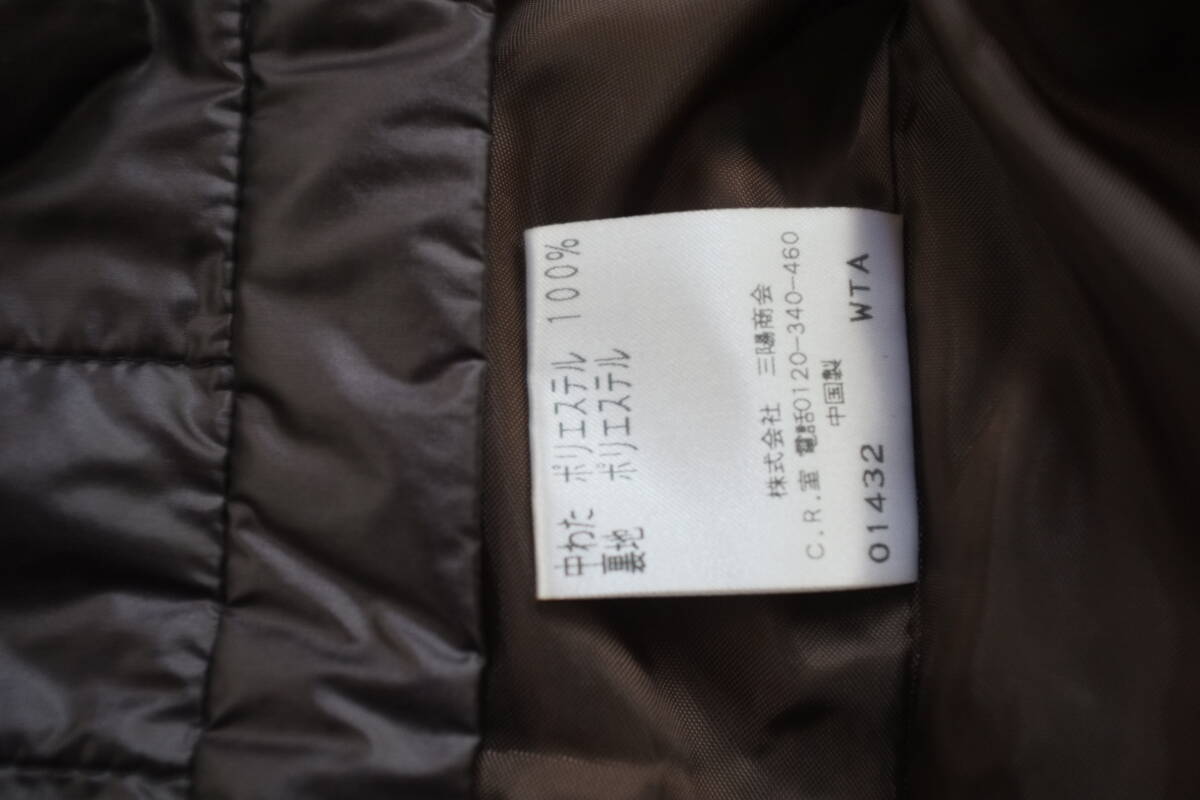 中わた ポリエステル 100%
裏地 ポリエステル
株式会社 三陽商会
C.R.室 電話0120-340-460
中国製
01432 WTA